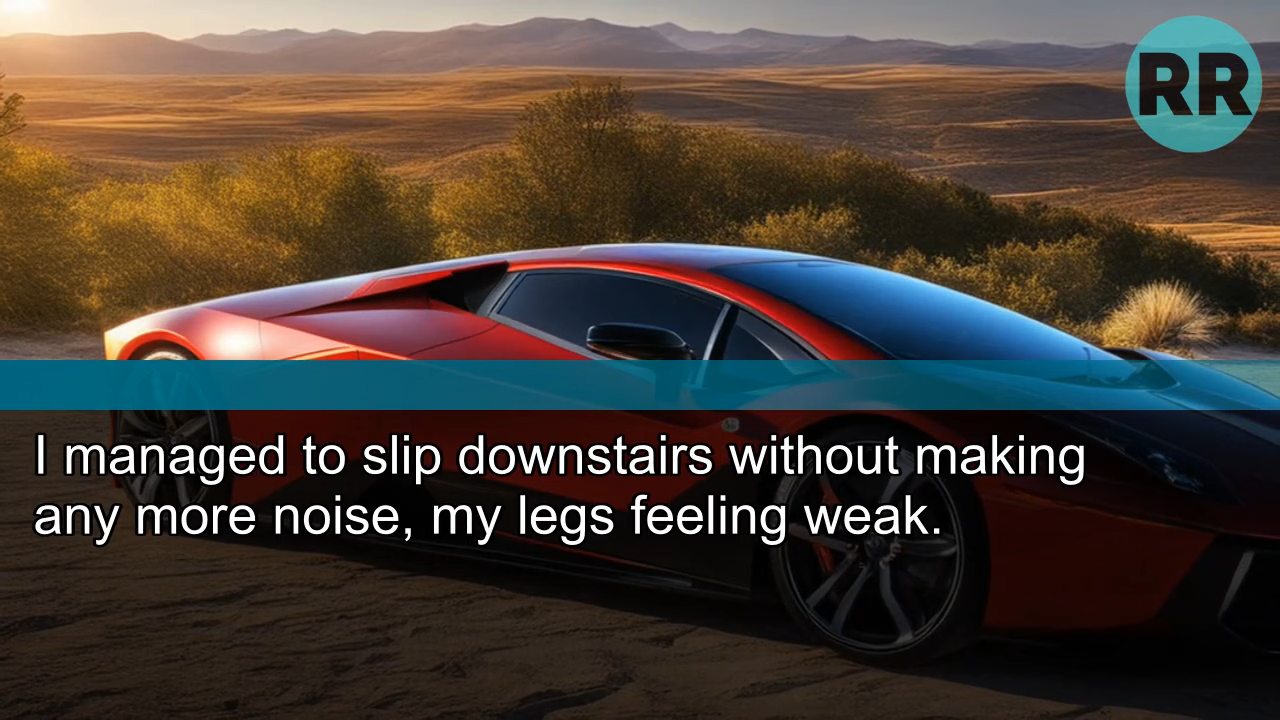 RR
I managed to slip downstairs without making
any more noise, my legs feeling weak.